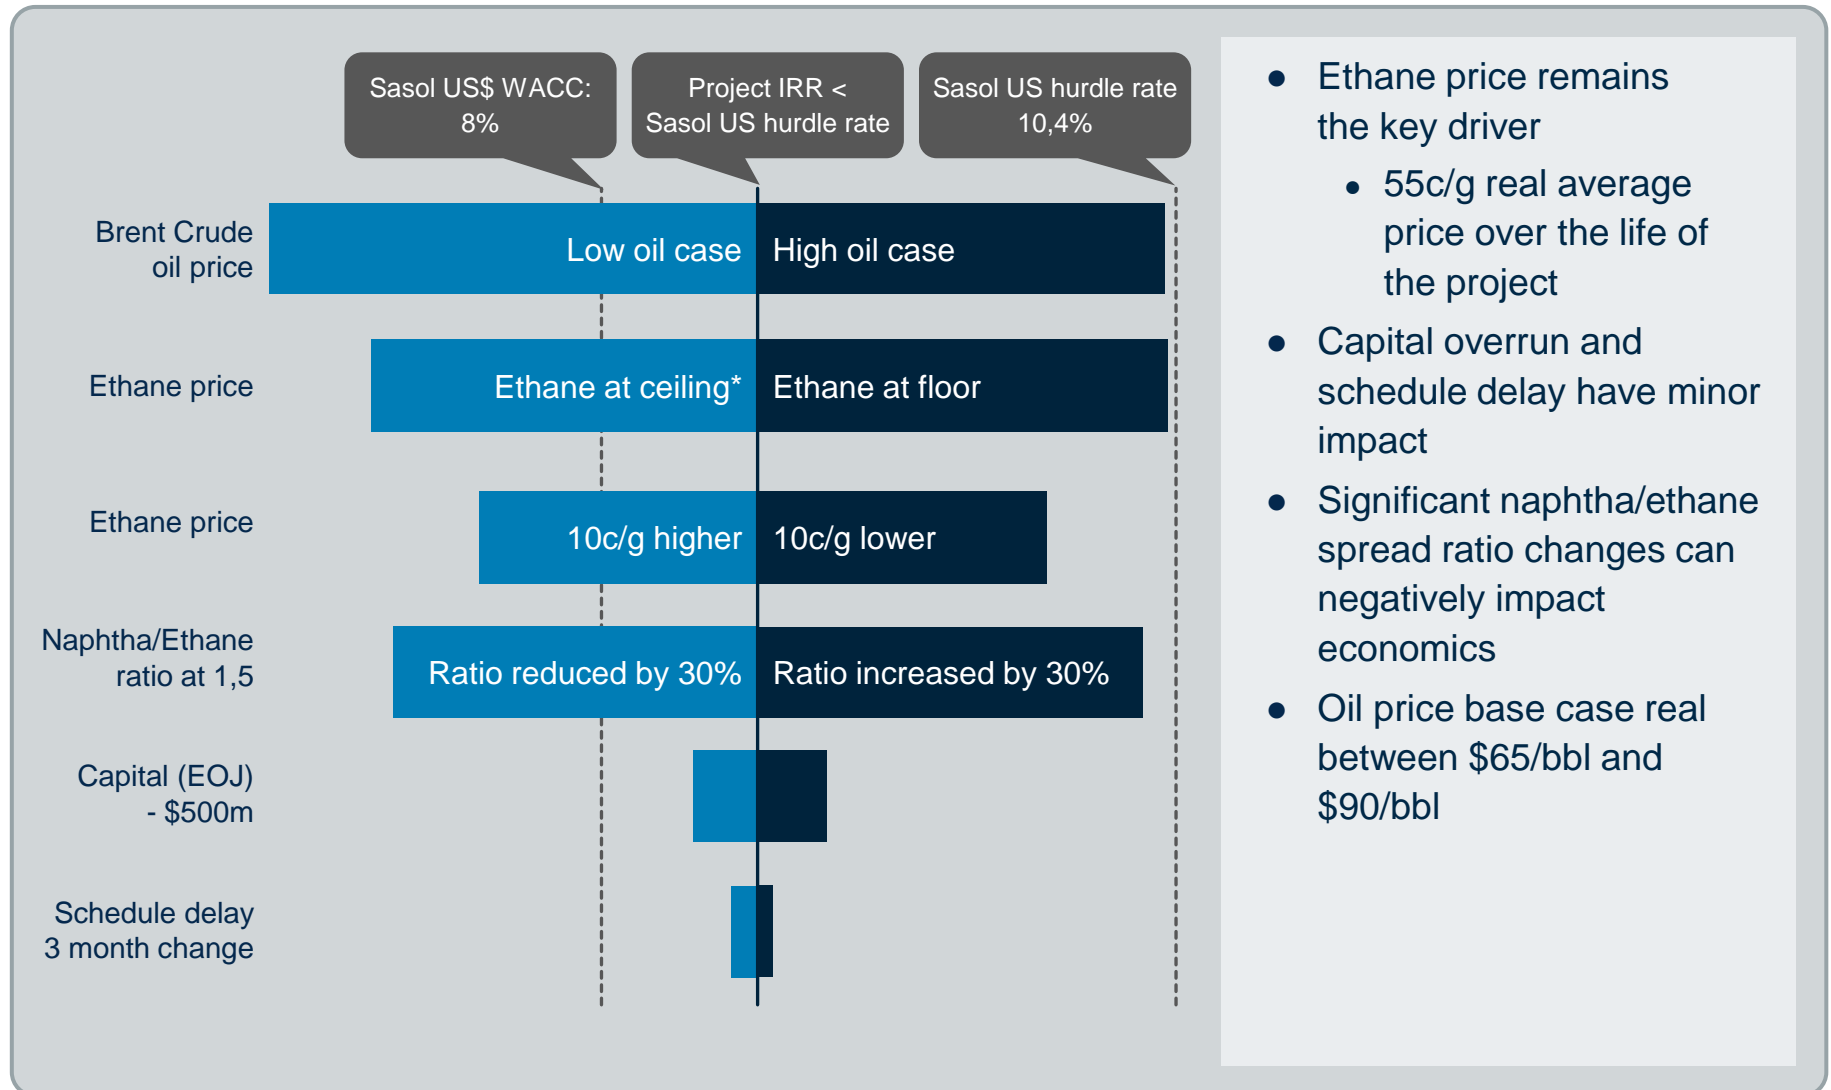 Sasol US$ WACC:
8%
Project IRR <
Sasol US hurdle rate
Sasol US hurdle rate
10,4%
Brent Crude
oil price
Low oil case
High oil case
Ethane price
Ethane at ceiling*
Ethane at floor
Ethane price
10c/g higher
10c/g lower
Naphtha/Ethane
ratio at 1,5
Ratio reduced by 30%
Ratio increased by 30%
Capital (EOJ)
- $500m
Schedule delay
3 month change
● Ethane price remains
the key driver
● 55c/g real average
price over the life of
the project
● Capital overrun and
schedule delay have minor
impact
● Significant naphtha/ethane
spread ratio changes can
negatively impact
economics
● Oil price base case real
between $65/bbl and
$90/bbl